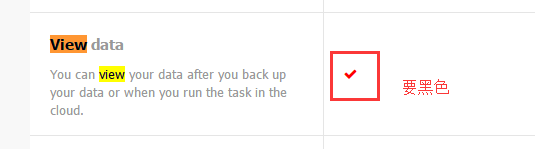 View data
You can view your data after you back up
your data or when you run the task in the
cloud.
要黑色